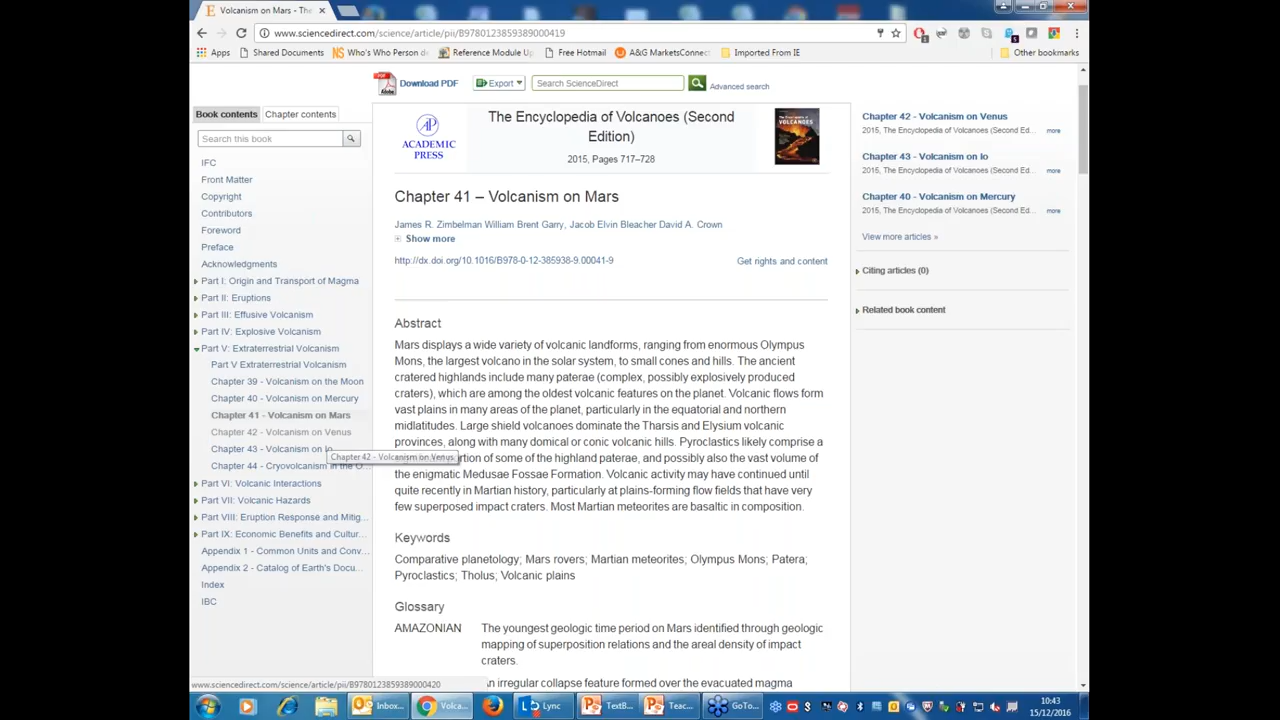 Volcanism on Mars - The
www.sciencedirect.com/science/article/pii/B9780123859389000419
Apps
Shared Documents
Who's Who Person de
Reference Module Up
Free Hotmail
A&G MarketsConnect
Imported From IE
Other bookmarks
Download PDF
Export
Search ScienceDirect
Advanced search
Book contents
Chapter contents
Search this book
IFC
Front Matter
Copyright
Contributors
Foreword
Preface
Acknowledgments
Part I: Origin and Transport of Magma
Part II: Eruptions
Part III: Effusive Volcanism
Part IV: Explosive Volcanism
Part V: Extraterrestrial Volcanism
Part V Extraterrestrial Volcanism
Chapter 39 - Volcanism on the Moon
Chapter 40 - Volcanism on Mercury
Chapter 41 - Volcanism on Mars
Chapter 42 - Volcanism on Venus
Chapter 43 - Volcanism on Io
Chapter 42 - Volcanism on Venus
Chapter 44 - Cryovolcanism in the O...
Part VI: Volcanic Interactions
Part VII: Volcanic Hazards
Part VIII: Eruption Response and Mitig...
Part IX: Economic Benefits and Cultur...
Appendix 1 - Common Units and Conv...
Appendix 2 - Catalog of Earth's Docu...
Index
IBC
AP
ACADEMIC
PRESS
The Encyclopedia of Volcanoes (Second
Edition)
2015, Pages 717–728
VOLCANOES
Chapter 41 – Volcanism on Mars
James R. Zimbelman William Brent Garry, Jacob Elvin Bleacher David A. Crown
Show more
http://dx.doi.org/10.1016/B978-0-12-385938-9.00041-9
Get rights and content
Abstract
Mars displays a wide variety of volcanic landforms, ranging from enormous Olympus
Mons, the largest volcano in the solar system, to small cones and hills. The ancient
cratered highlands include many paterae (complex, possibly explosively produced
craters), which are among the oldest volcanic features on the planet. Volcanic flows form
vast plains in many areas of the planet, particularly in the equatorial and northern
midlatitudes. Large shield volcanoes dominate the Tharsis and Elysium volcanic
provinces, along with many domical or conic volcanic hills. Pyroclastics likely comprise a
of some of the highland paterae, and possibly also the vast volume of
the enigmatic Medusae Fossae Formation. Volcanic activity may have continued until
quite recently in Martian history, particularly at plains-forming flow fields that have very
few superposed impact craters. Most Martian meteorites are basaltic in composition.
Keywords
Comparative planetology; Mars rovers; Martian meteorites; Olympus Mons; Patera;
Pyroclastics; Tholus; Volcanic plains
Glossary
AMAZONIAN
The youngest geologic time period on Mars identified through geologic
mapping of superposition relations and the areal density of impact
craters.
An irregular collapse feature formed over the evacuated magma
Chapter 42 - Volcanism on Venus
2015, The Encyclopedia of Volcanoes (Second Ed...
more
Chapter 43 - Volcanism on Io
2015, The Encyclopedia of Volcanoes (Second Ed...
more
Chapter 40 - Volcanism on Mercury
2015, The Encyclopedia of Volcanoes (Second Ed...
more
View more articles »
Citing articles (0)
Related book content
www.sciencedirect.com/science/article/pii/B9780123859389000420
Inbox...
Volca...
Lync
TextB...
Teac...
GoTo...
10:43
15/12/2016